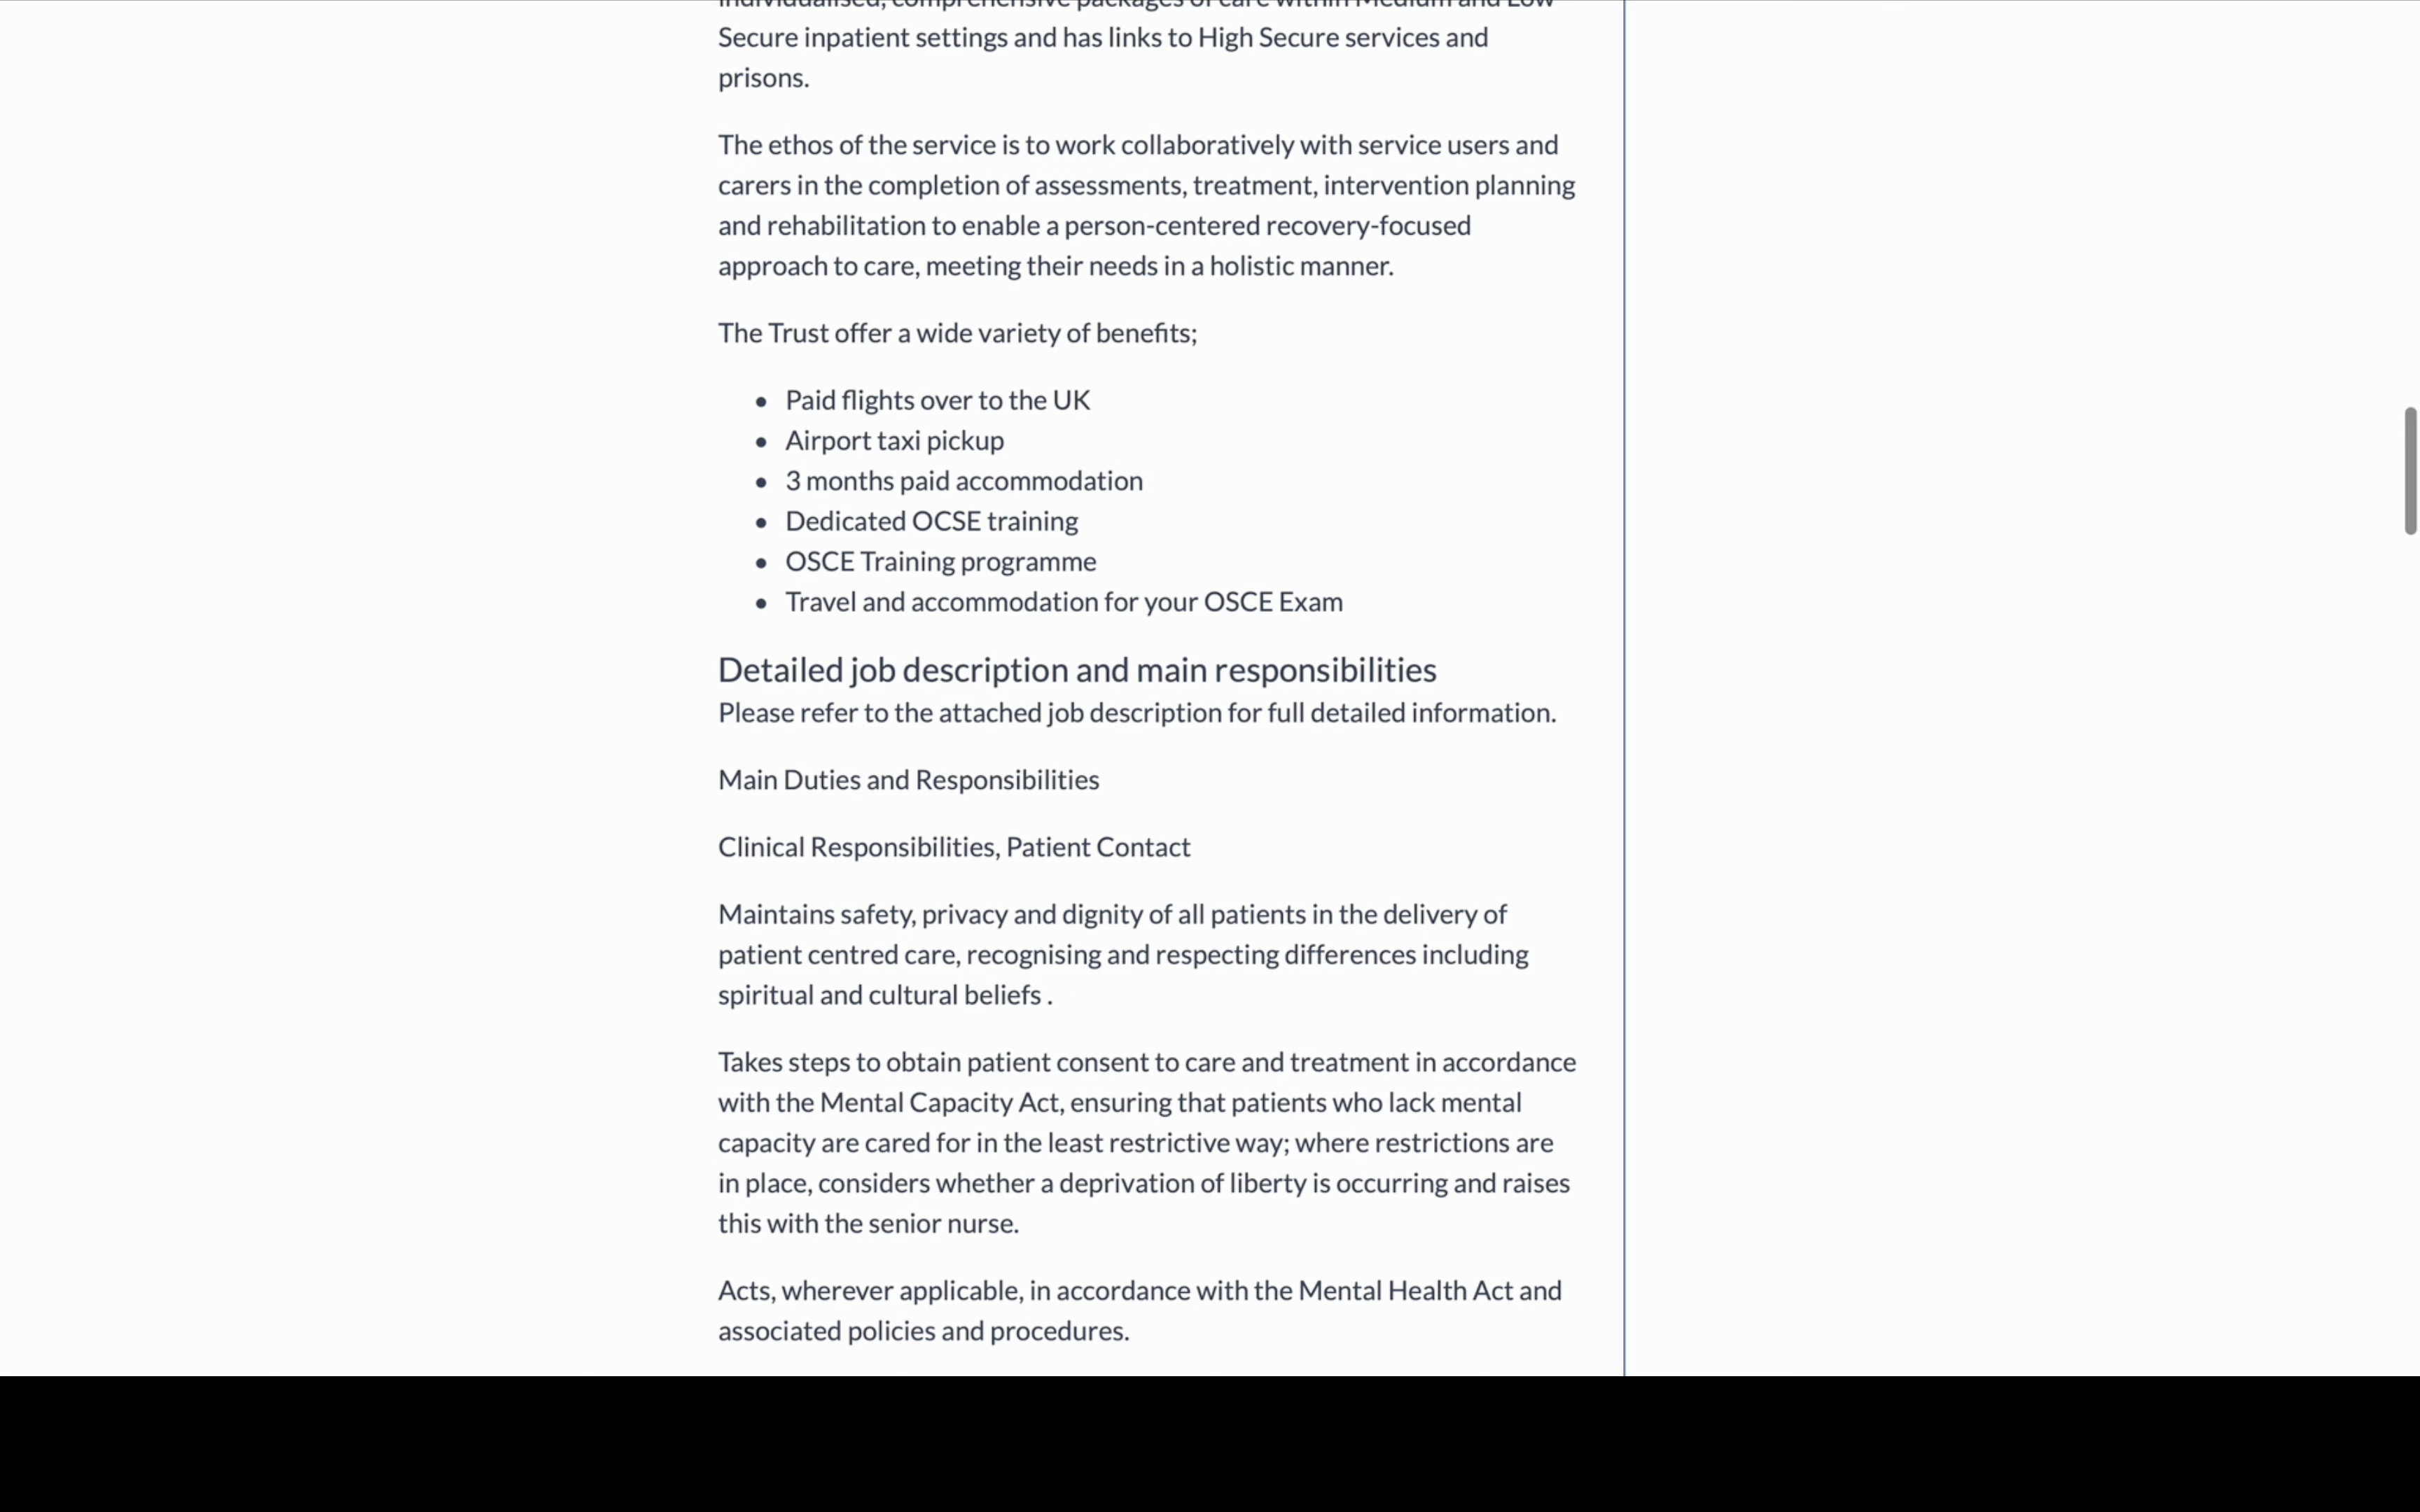 individualised, comprehensive packages of care within Medium and Low
Secure inpatient settings and has links to High Secure services and
prisons.
The ethos of the service is to work collaboratively with service users and
carers in the completion of assessments, treatment, intervention planning
and rehabilitation to enable a person-centered recovery-focused
approach to care, meeting their needs in a holistic manner.
The Trust offer a wide variety of benefits;
• Paid flights over to the UK
• Airport taxi pickup
• 3 months paid accommodation
• Dedicated OCSE training
• OSCE Training programme
• Travel and accommodation for your OSCE Exam
Detailed job description and main responsibilities
Please refer to the attached job description for full detailed information.
Main Duties and Responsibilities
Clinical Responsibilities, Patient Contact
Maintains safety, privacy and dignity of all patients in the delivery of
patient centred care, recognising and respecting differences including
spiritual and cultural beliefs .
Takes steps to obtain patient consent to care and treatment in accordance
with the Mental Capacity Act, ensuring that patients who lack mental
capacity are cared for in the least restrictive way; where restrictions are
in place, considers whether a deprivation of liberty is occurring and raises
this with the senior nurse.
Acts, wherever applicable, in accordance with the Mental Health Act and
associated policies and procedures.